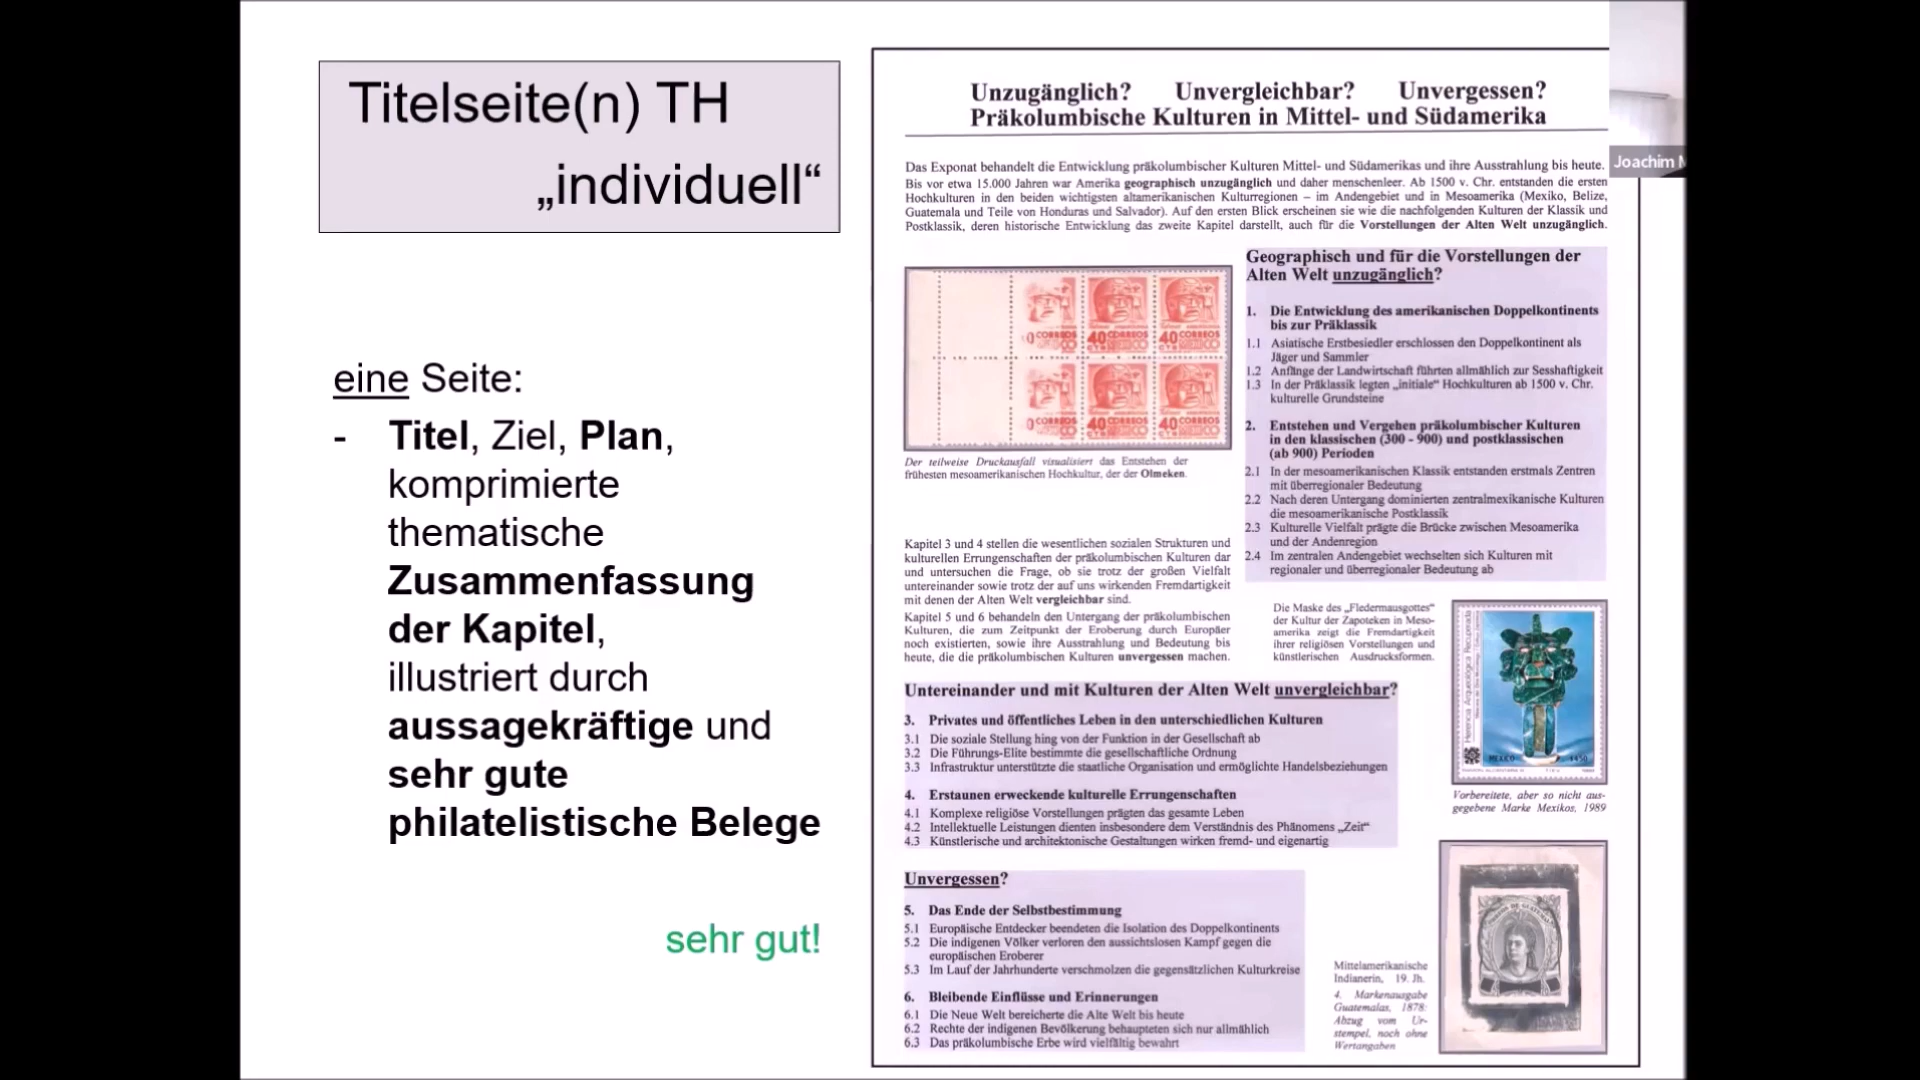 Titelseite(n) TH
„individuell“
eine Seite:
- Titel, Ziel, Plan,
komprimierte
thematische
Zusammenfassung
der Kapitel,
illustriert durch
aussagekräftige und
sehr gute
philatelistische Belege
sehr gut!
Unzugänglich? Unvergleichbar? Unvergessen?
Präkolumbische Kulturen in Mittel- und Südamerika
Das Exponat behandelt die Entwicklung präkolumbischer Kulturen Mittel- und Südamerikas und ihre Ausstrahlung bis heute.
Bis vor etwa 15.000 Jahren war Amerika geographisch unzugänglich und daher menschenleer. Ab 1500 v. Chr. entstanden die ersten
Hochkulturen in den beiden wichtigsten altamerikanischen Kulturregionen – im Andengebiet und in Mesoamerika (Mexiko, Belize,
Guatemala und Teile von Honduras und Salvador). Auf den ersten Blick erscheinen sie wie die nachfolgenden Kulturen der Klassik und
Postklassik, deren historische Entwicklung das zweite Kapitel darstellt, auch für die Vorstellungen der Alten Welt unzugänglich.
CORREOS
40 CORREOS
40 CORREOS
CORREOS
40 CORREOS
40 CORREOS
Der teilweise Druckausfall visualisiert das Entstehen der
frühesten mesoamerikanischen Hochkultur, der der Olmeken.
Geographisch und für die Vorstellungen der
Alten Welt unzugänglich?
1. Die Entwicklung des amerikanischen Doppelkontinents
bis zur Präklassik
1.1 Asiatische Erstbesiedler erschlossen den Doppelkontinent als
Jäger und Sammler
1.2 Anfänge der Landwirtschaft führten allmählich zur Sesshaftigkeit
1.3 In der Präklassik legten „initiale“ Hochkulturen ab 1500 v. Chr.
kulturelle Grundsteine
2. Entstehen und Vergehen präkolumbischer Kulturen
in den klassischen (300 - 900) und postklassischen
(ab 900) Perioden
2.1 In der mesoamerikanischen Klassik entstanden erstmals Zentren
mit überregionaler Bedeutung
2.2 Nach deren Untergang dominierten zentralmexikanische Kulturen
die mesoamerikanische Postklassik
2.3 Kulturelle Vielfalt prägte die Brücke zwischen Mesoamerika
und der Andenregion
2.4 Im zentralen Andengebiet wechselten sich Kulturen mit
regionaler und überregionaler Bedeutung ab
Kapitel 3 und 4 stellen die wesentlichen sozialen Strukturen und
kulturellen Errungenschaften der präkolumbischen Kulturen dar
und untersuchen die Frage, ob sie trotz der großen Vielfalt
untereinander sowie trotz der auf uns wirkenden Fremdartigkeit
mit denen der Alten Welt vergleichbar sind.
Kapitel 5 und 6 behandeln den Untergang der präkolumbischen
Kulturen, die zum Zeitpunkt der Eroberung durch Europäer
noch existierten, sowie ihre Ausstrahlung und Bedeutung bis
heute, die die präkolumbischen Kulturen unvergessen machen.
Die Maske des „Fledermausgottes“
der Kultur der Zapoteken in Meso-
amerika zeigt die Fremdartigkeit
ihrer religiösen Vorstellungen und
künstlerischen Ausdrucksformen.
Herencia Arqueológica Recuperada
MEXICO 1450
Vorbereitete, aber so nicht aus-
gegebene Marke Mexikos, 1989
Untereinander und mit Kulturen der Alten Welt unvergleichbar?
3. Privates und öffentliches Leben in den unterschiedlichen Kulturen
3.1 Die soziale Stellung hing von der Funktion in der Gesellschaft ab
3.2 Die Führungs-Elite bestimmte die gesellschaftliche Ordnung
3.3 Infrastruktur unterstützte die staatliche Organisation und ermöglichte Handelsbeziehungen
4. Erstaunen erweckende kulturelle Errungenschaften
4.1 Komplexe religiöse Vorstellungen prägten das gesamte Leben
4.2 Intellektuelle Leistungen dienten insbesondere dem Verständnis des Phänomens „Zeit“
4.3 Künstlerische und architektonische Gestaltungen wirken fremd- und eigenartig
Unvergessen?
5. Das Ende der Selbstbestimmung
5.1 Europäische Entdecker beendeten die Isolation des Doppelkontinents
5.2 Die indigenen Völker verloren den aussichtslosen Kampf gegen die
europäischen Eroberer
5.3 Im Lauf der Jahrhunderte verschmolzen die gegensätzlichen Kulturkreise
6. Bleibende Einflüsse und Erinnerungen
6.1 Die Neue Welt bereicherte die Alte Welt bis heute
6.2 Rechte der indigenen Bevölkerung behaupteten sich nur allmählich
6.3 Das präkolumbische Erbe wird vielfältig bewahrt
Mittelamerikanische
Indianerin, 19. Jh.
4. Markenausgabe
Guatemalas, 1878:
Abzug vom Ur-
stempel, noch ohne
Wertangaben
Joachim M